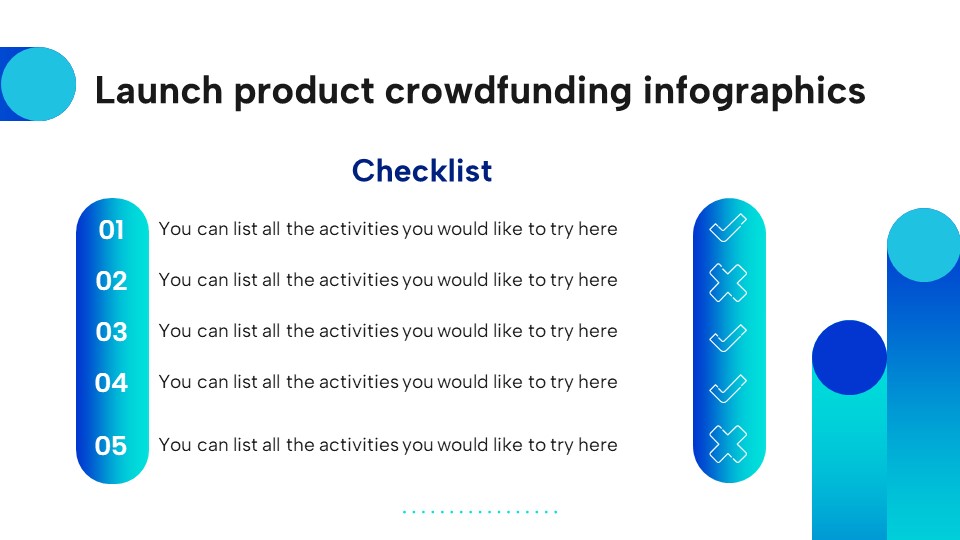 Launch product crowdfunding infographics
Checklist
01 You can list all the activities you would like to try here
02 You can list all the activities you would like to try here
03 You can list all the activities you would like to try here
04 You can list all the activities you would like to try here
05 You can list all the activities you would like to try here